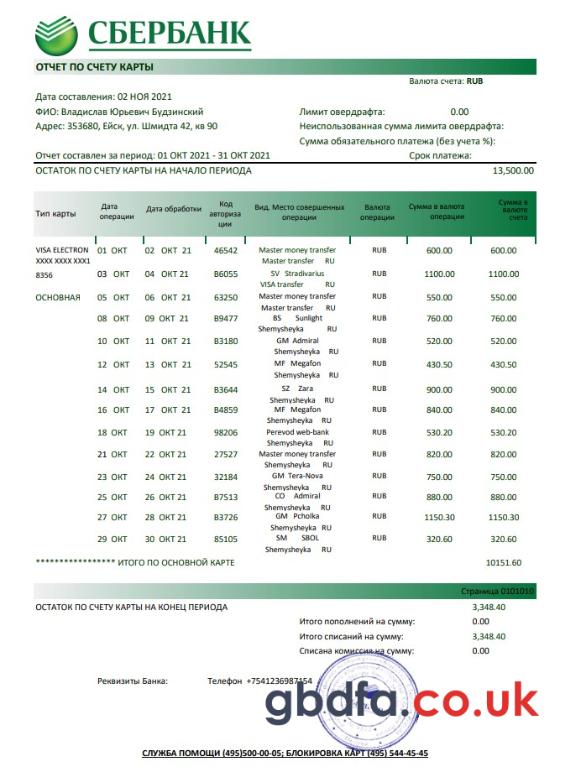 СБЕРБАНК
ОТЧЕТ ПО СЧЕТУ КАРТЫ
Валюта счета: RUB
Дата составления: 02 НОЯ 2021
ФИО: Владислав Юрьевич Будзинский
Лимит овердрафта: 0.00
Адрес: 353680, Ейск, ул. Шмидта 42, кв 90
Неиспользованная сумма лимита овердрафта:
Сумма обязательного платежа (без учета %):
Отчет составлен за период: 01 ОКТ 2021 - 31 ОКТ 2021 Срок платежа:
ОСТАТОК ПО СЧЕТУ КАРТЫ НА НАЧАЛО ПЕРИОДА 13,500.00
Тип карты Дата операции Дата обработки Код авториза ции Вид. Место совершенных операции Валюта операции Сумма в валюта операции Сумма в валюте счета
VISA ELECTRON 01 ОКТ 02 ОКТ 21 46542 Master money transfer RUB 600.00 600.00
XXXX XXXX XXX1 Master transfer RU
8356 03 ОКТ 04 ОКТ 21 B6055 SV Stradivarius RUB 1100.00 1100.00
VISA transfer RU
ОСНОВНАЯ 05 ОКТ 06 ОКТ 21 63250 Master money transfer RUB 550.00 550.00
Master transfer RU
08 ОКТ 09 ОКТ 21 B9477 BS Sunlight RUB 760.00 760.00
Shemysheyka RU
10 ОКТ 11 ОКТ 21 B3180 GM Admiral RUB 520.00 520.00
Shemysheyka RU
12 ОКТ 13 ОКТ 21 52545 MF Megafon RUB 430.50 430.50
Shemysheyka RU
14 ОКТ 15 ОКТ 21 B3644 SZ Zara RUB 900.00 900.00
Shemysheyka RU
16 ОКТ 17 ОКТ 21 B4859 MF Megafon RUB 840.00 840.00
Shemysheyka RU
18 ОКТ 19 ОКТ 21 98206 Perevod web-bank RUB 530.20 530.20
Shemysheyka RU
21 ОКТ 22 ОКТ 21 27527 Master money transfer RUB 820.00 820.00
Shemysheyka RU
23 ОКТ 24 ОКТ 21 32184 GM Tera-Nova RUB 750.00 750.00
Shemysheyka RU
25 ОКТ 26 ОКТ 21 B7513 CO Admiral RUB 880.00 880.00
Shemysheyka RU
27 ОКТ 28 ОКТ 21 B3726 GM Pcholka RUB 1150.30 1150.30
Shemysheyka RU
29 ОКТ 30 ОКТ 21 85105 SM SBOL RUB 320.60 320.60
Shemysheyka RU
**************** ИТОГО ПО ОСНОВНОЙ КАРТЕ 10151.60
Страница 0101010
ОСТАТОК ПО СЧЕТУ КАРТЫ НА КОНЕЦ ПЕРИОДА 3,348.40
Итого пополнений на сумму: 0.00
Итого списаний на сумму: 3,348.40
Списана комиссия на сумму: 0.00
Реквизиты Банка: Телефон +7541236987154
gbdfa.co.uk
СЛУЖБА ПОМОЩИ (495)500-00-05; БЛОКИРОВКА КАРТ (495) 544-45-45